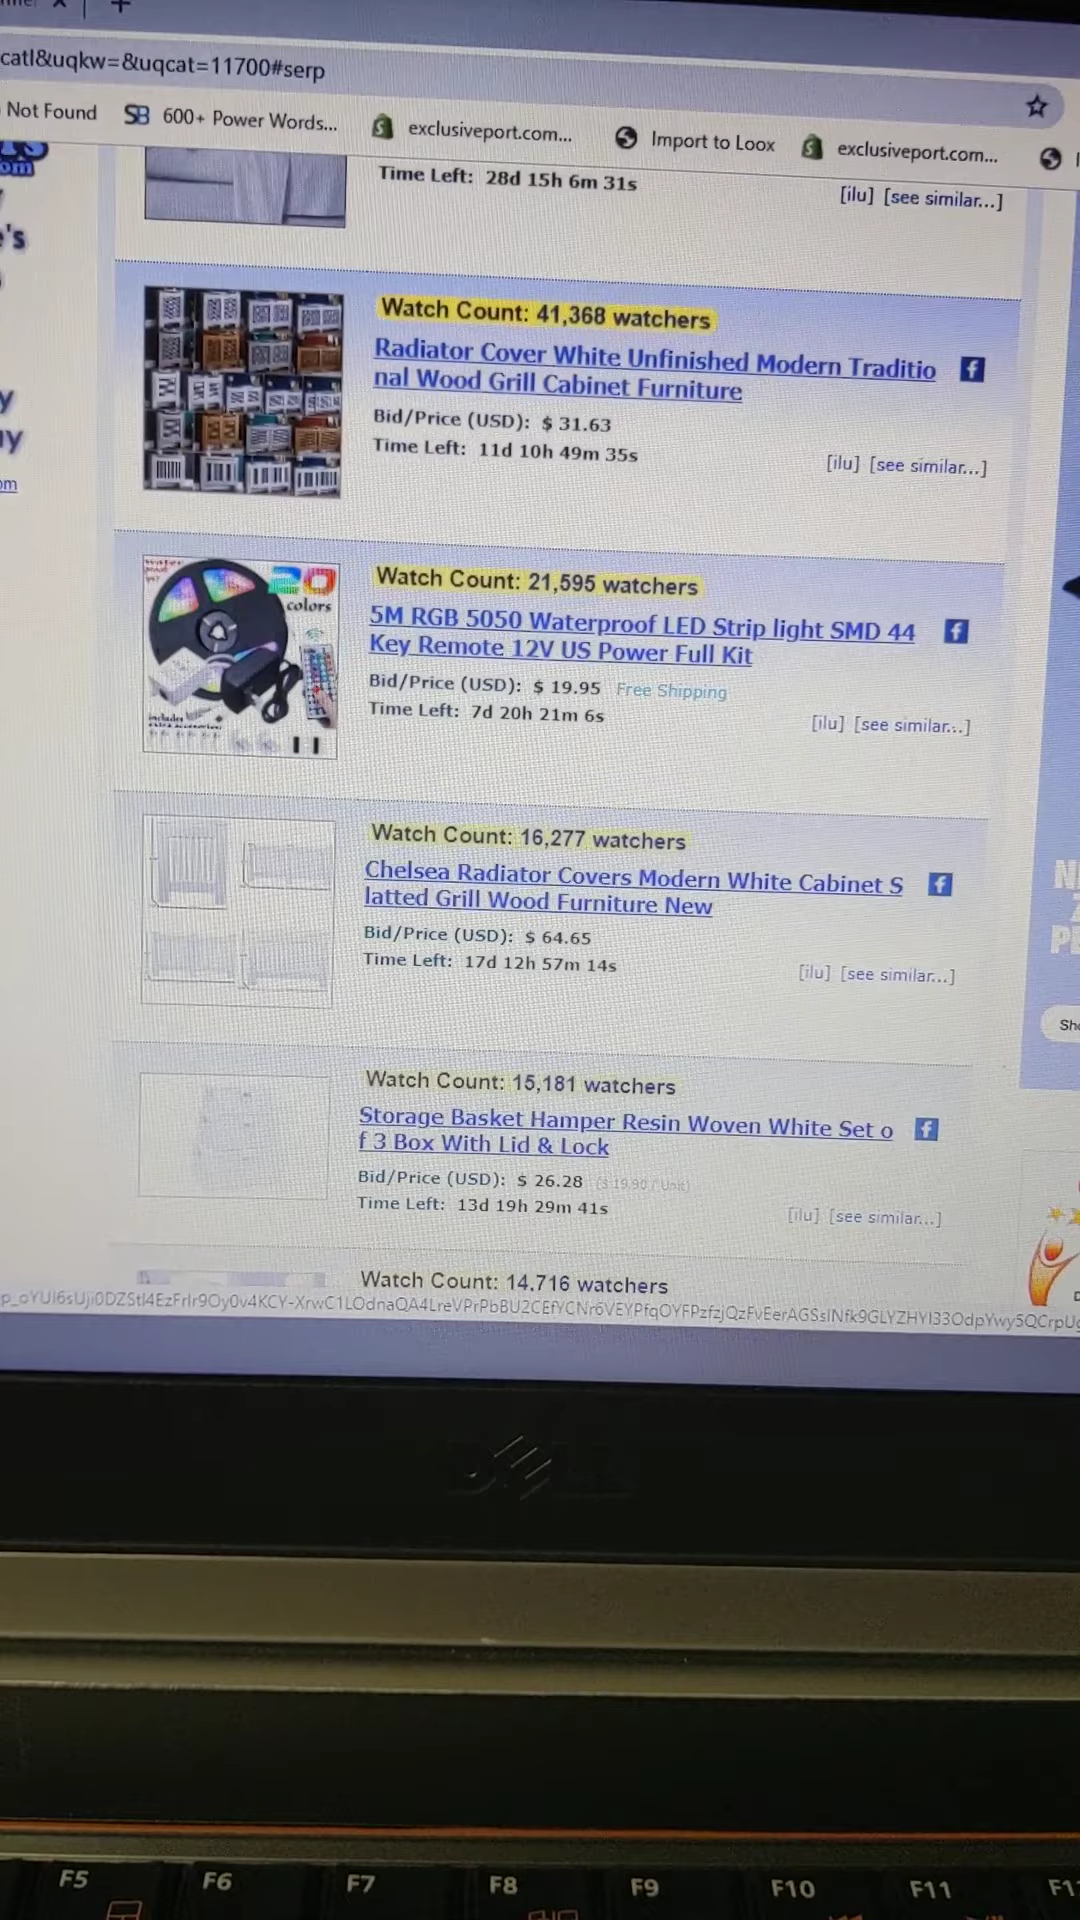 catl&uqkw=&uqcat=11700#serp
Not Found
600+ Power Words...
exclusiveport.com...
Import to Loox
exclusiveport.com...
Time Left: 28d 15h 6m 31s
[ilu] [see similar...]
Watch Count: 41,368 watchers
Radiator Cover White Unfinished Modern Traditio
nal Wood Grill Cabinet Furniture
Bid/Price (USD): $ 31.63
Time Left: 11d 10h 49m 35s
[ilu] [see similar...]
20
colors
Watch Count: 21,595 watchers
5M RGB 5050 Waterproof LED Strip light SMD 44
Key Remote 12V US Power Full Kit
Bid/Price (USD): $ 19.95 Free Shipping
Time Left: 7d 20h 21m 6s
[ilu] [see similar...]
Watch Count: 16,277 watchers
Chelsea Radiator Covers Modern White Cabinet S
latted Grill Wood Furniture New
Bid/Price (USD): $ 64.65
Time Left: 17d 12h 57m 14s
[ilu] [see similar...]
Watch Count: 15,181 watchers
Storage Basket Hamper Resin Woven White Set o
f 3 Box With Lid & Lock
Bid/Price (USD): $ 26.28 ($ 19.90 / Unit)
Time Left: 13d 19h 29m 41s
[ilu] [see similar...]
Watch Count: 14,716 watchers
DELL
F5 F6 F7 F8 F9 F10 F11